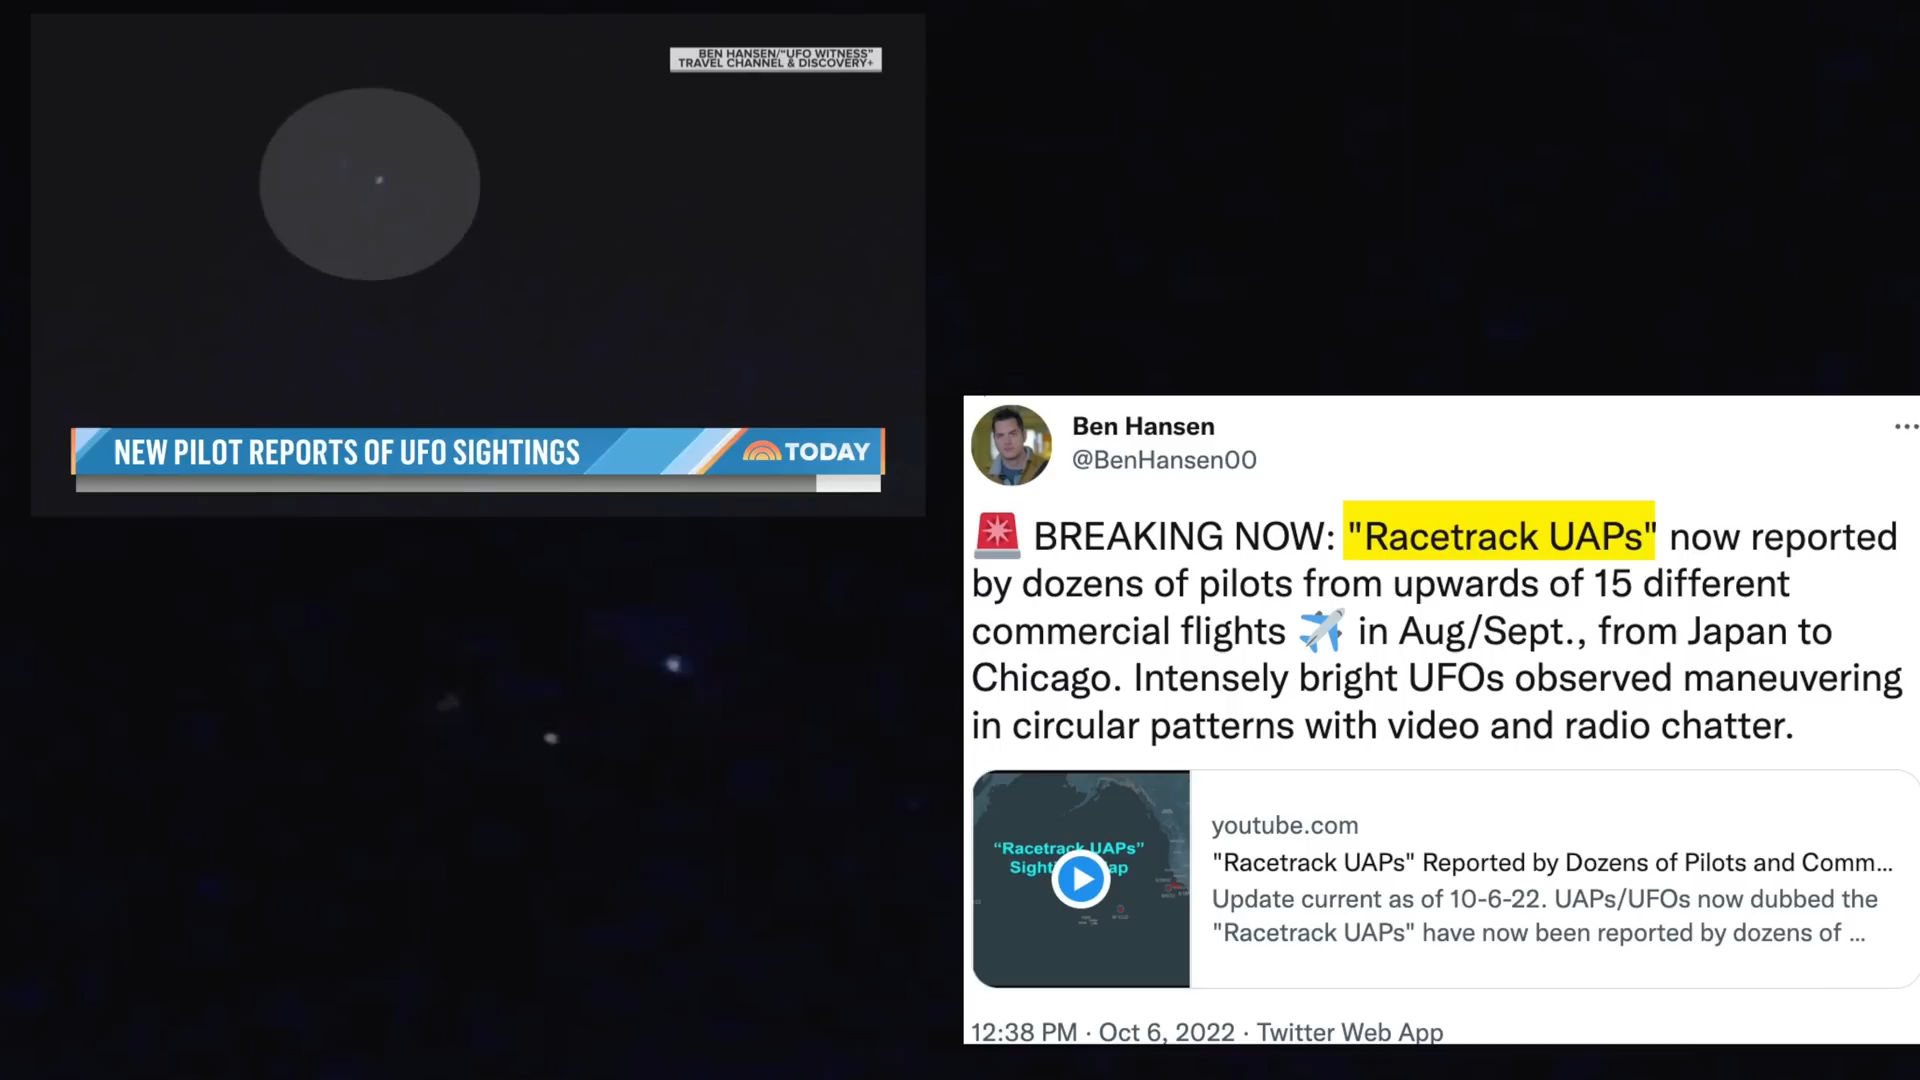 BEN HANSEN/"UFO WITNESS"
TRAVEL CHANNEL & DISCOVERY+
NEW PILOT REPORTS OF UFO SIGHTINGS
TODAY
Ben Hansen
@BenHansen00
🚨 BREAKING NOW: "Racetrack UAPs" now reported
by dozens of pilots from upwards of 15 different
commercial flights ✈️ in Aug/Sept., from Japan to
Chicago. Intensely bright UFOs observed maneuvering
in circular patterns with video and radio chatter.
"Racetrack UAPs"
youtube.com
"Racetrack UAPs" Reported by Dozens of Pilots and Comm...
Update current as of 10-6-22. UAPs/UFOs now dubbed the
"Racetrack UAPs" have now been reported by dozens of ...
12:38 PM · Oct 6, 2022 · Twitter Web App